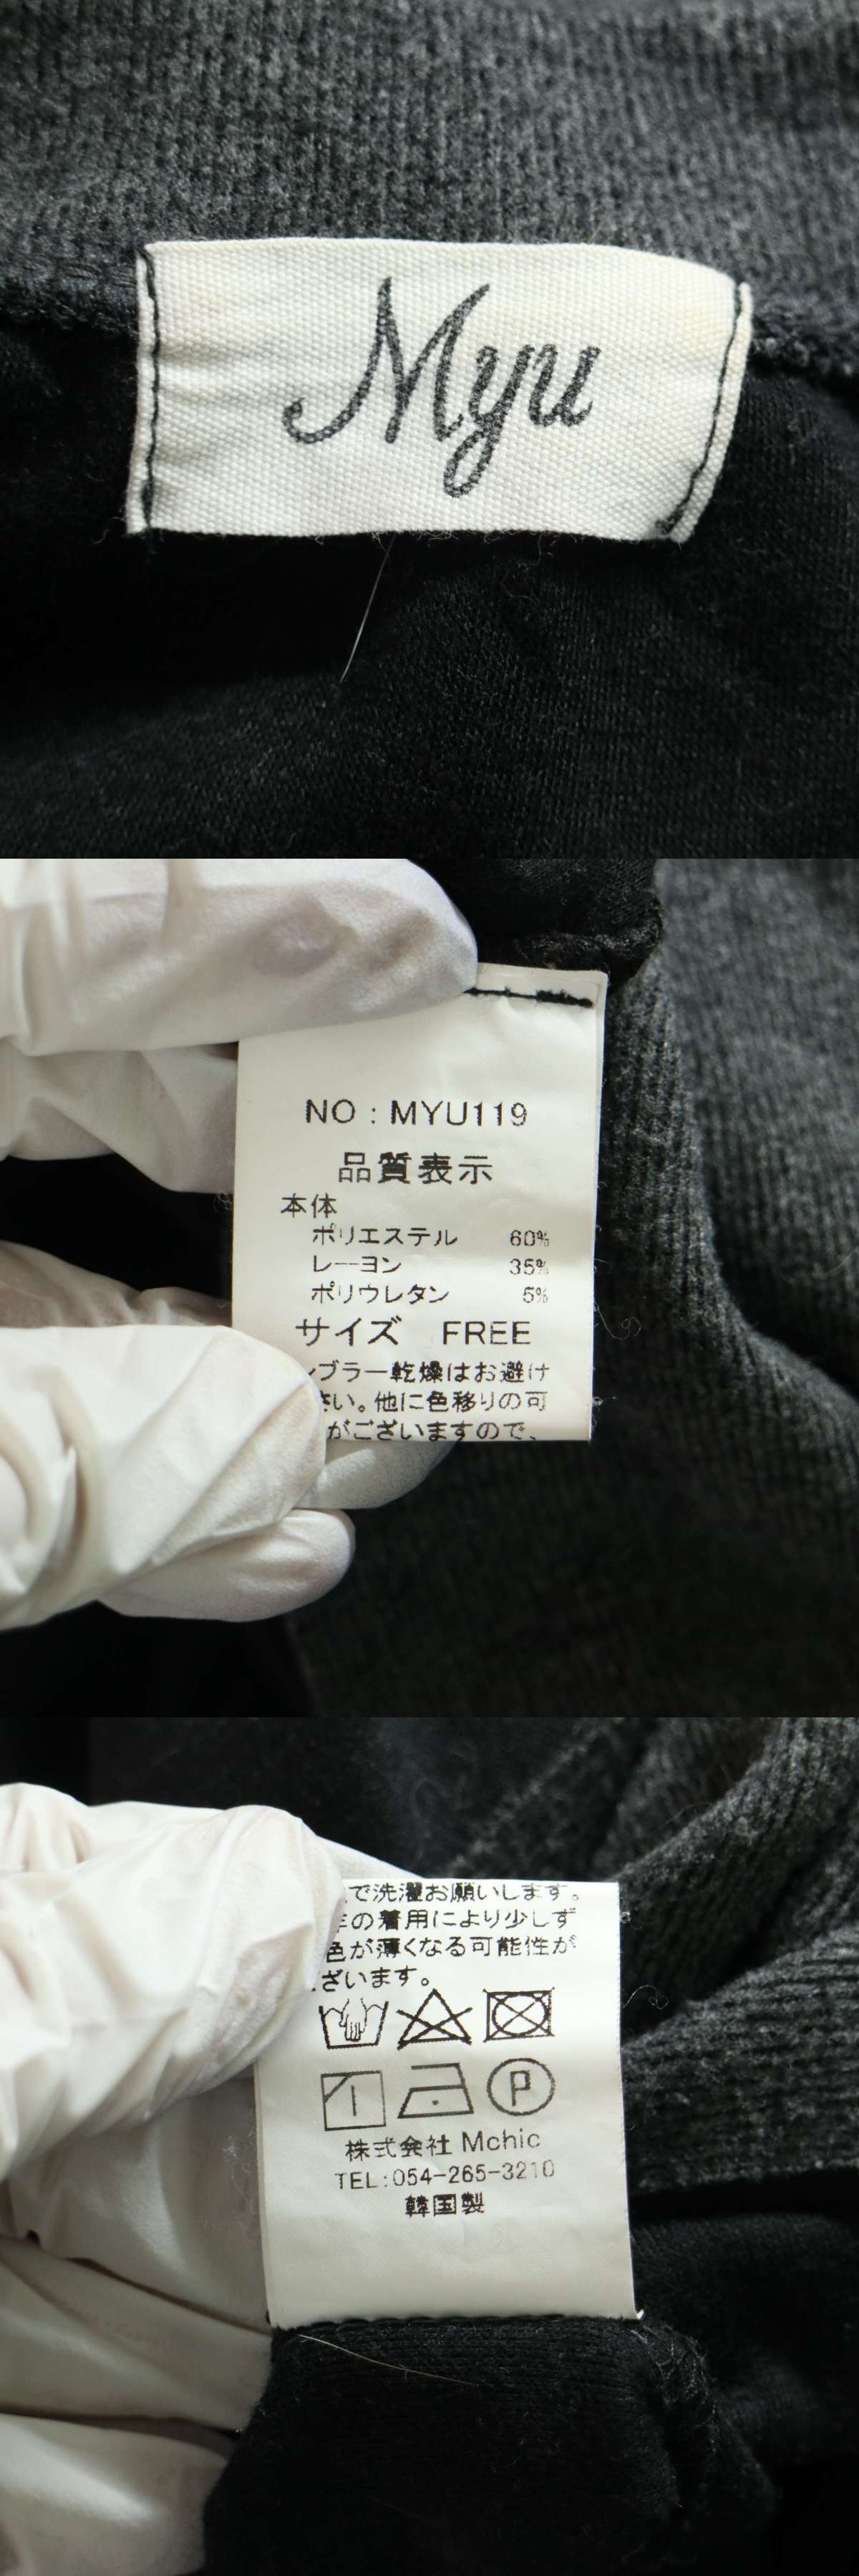 Myu
NO : MYU119
品質表示
本体
ポリエステル 60%
レーヨン 35%
ポリウレタン 5%
サイズ FREE
ンブラー乾燥はお避け
さい。他に色移りの可
がございますので、
で洗濯お願いします。
の着用により少しず
色が薄くなる可能性が
ざいます。
P
株式会社 Mchic
TEL:054-265-3210
韓国製